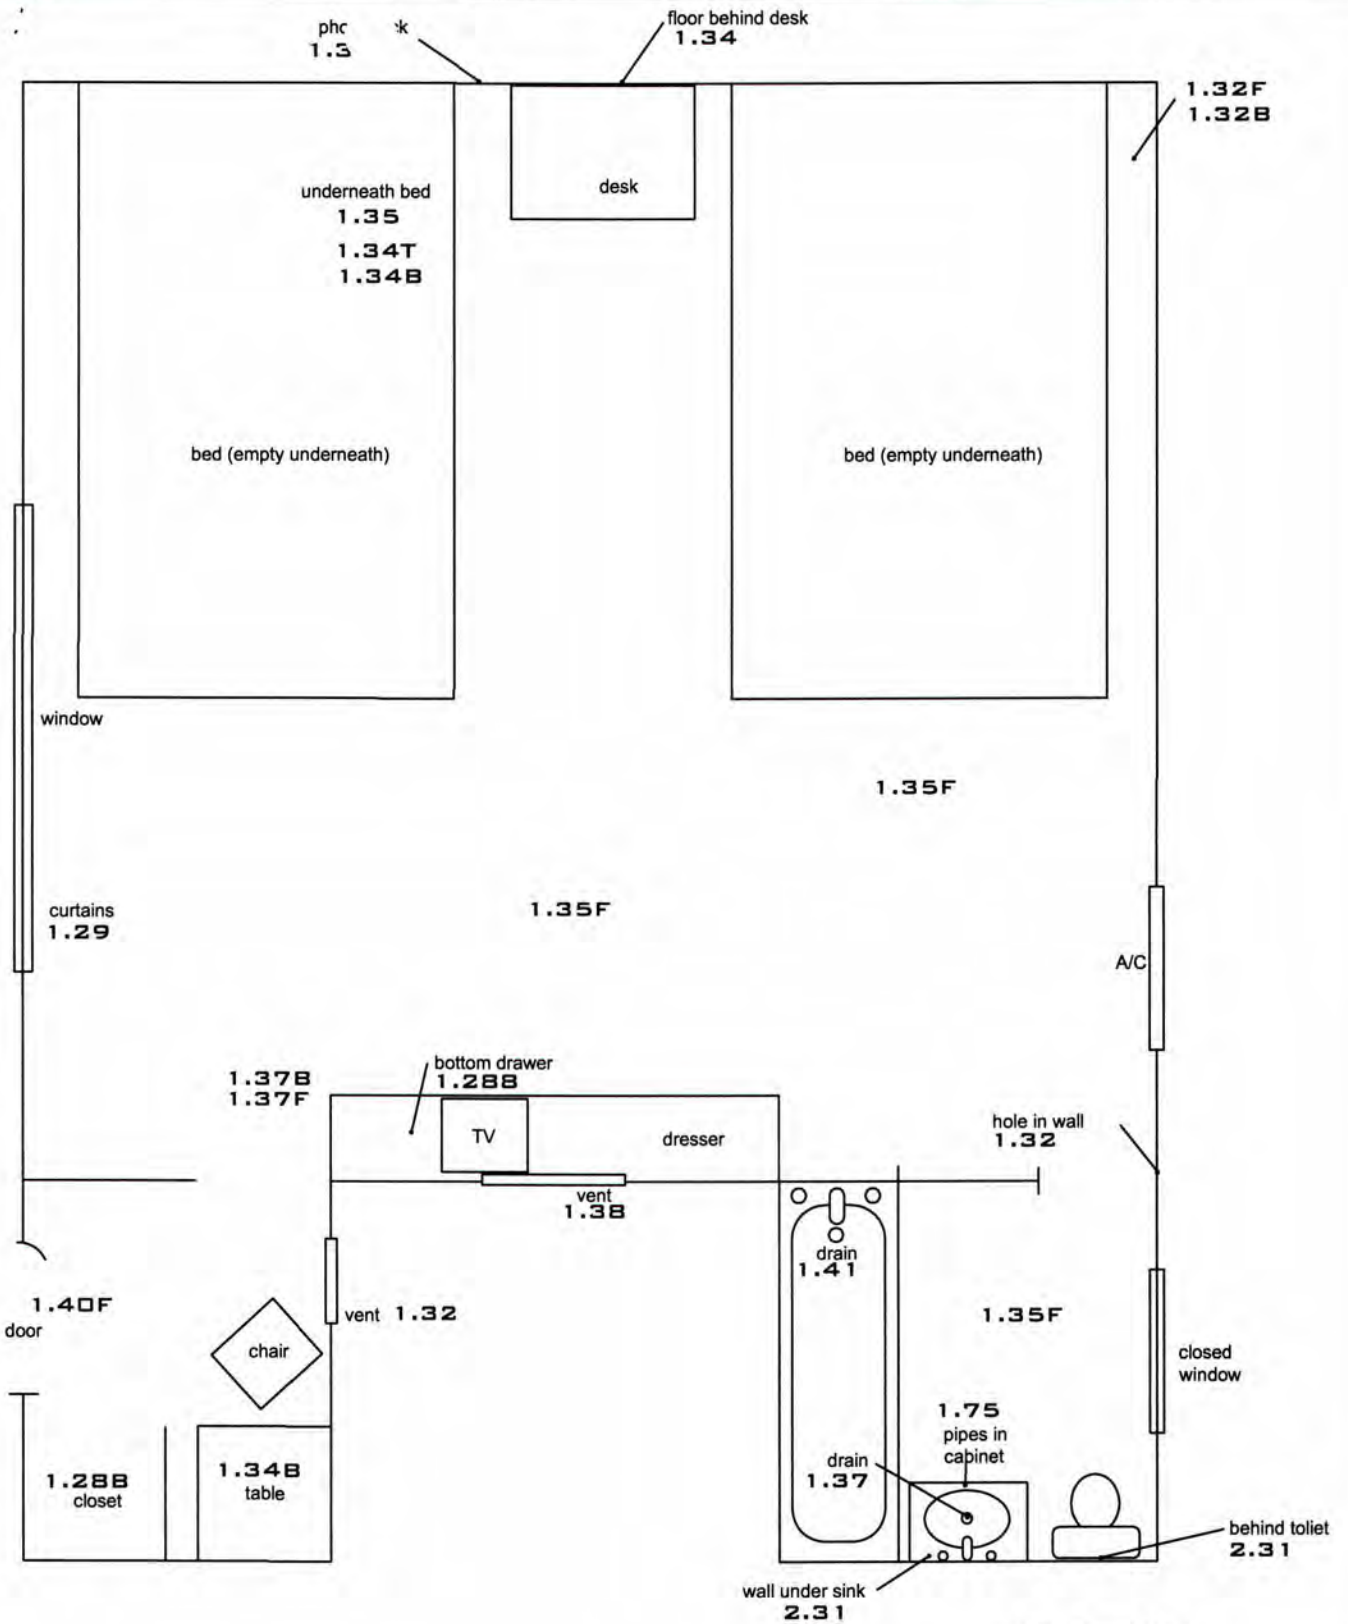 floor behind desk
1.34
1.3
1.32F
1.32B
underneath bed
1.35
1.34T
1.34B
desk
bed (empty underneath)
bed (empty underneath)
window
1.35F
curtains
1.29
1.35F
A/C
1.37B
1.37F
bottom drawer
1.28B
TV
dresser
hole in wall
1.32
vent
1.38
drain
1.41
1.40F
door
vent 1.32
chair
1.35F
closed
window
1.75
pipes in
cabinet
drain
1.37
1.28B
closet
1.34B
table
behind toliet
2.31
wall under sink
2.31